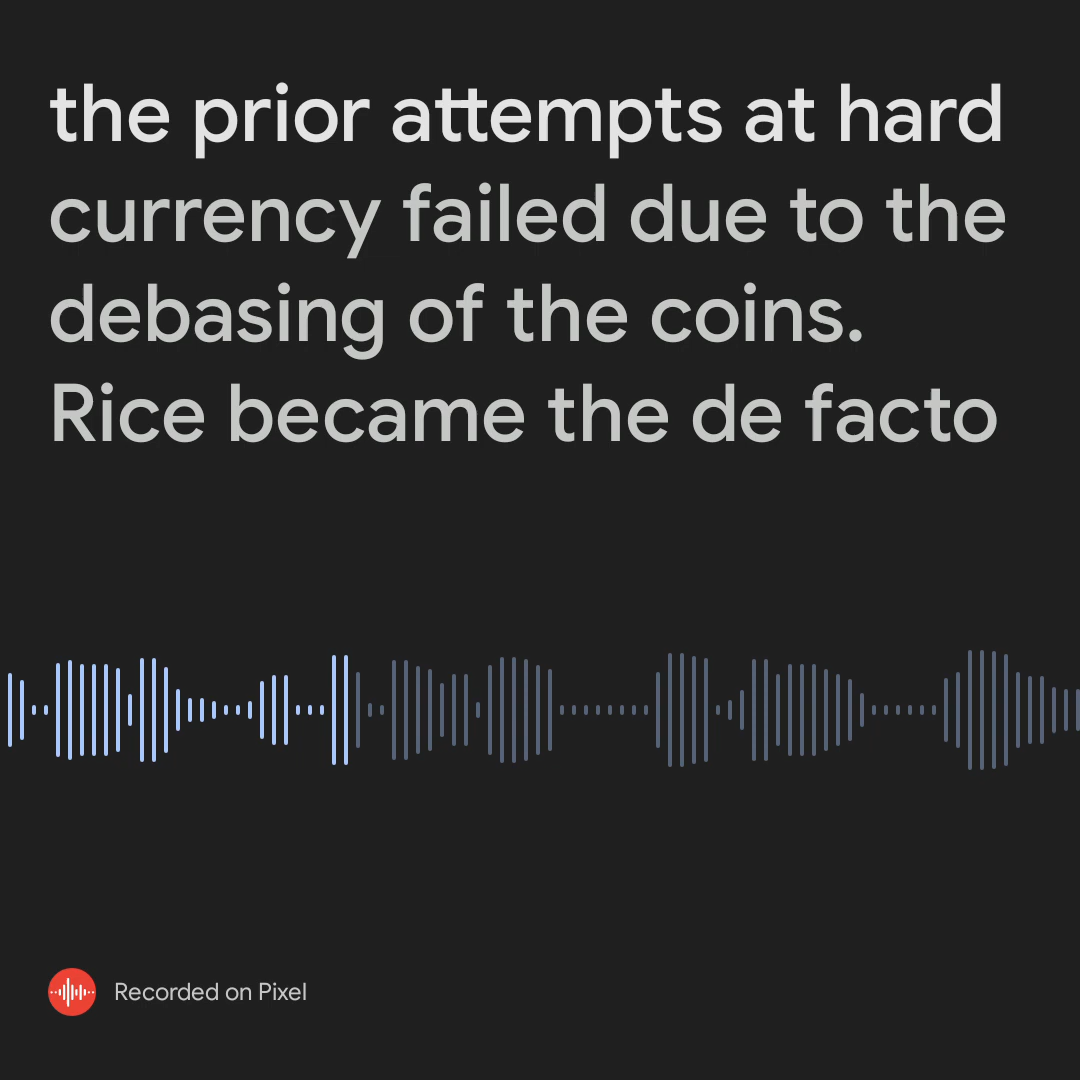 the prior attempts at hard
currency failed due to the
debasing of the coins.
Rice became the de facto
Recorded on Pixel